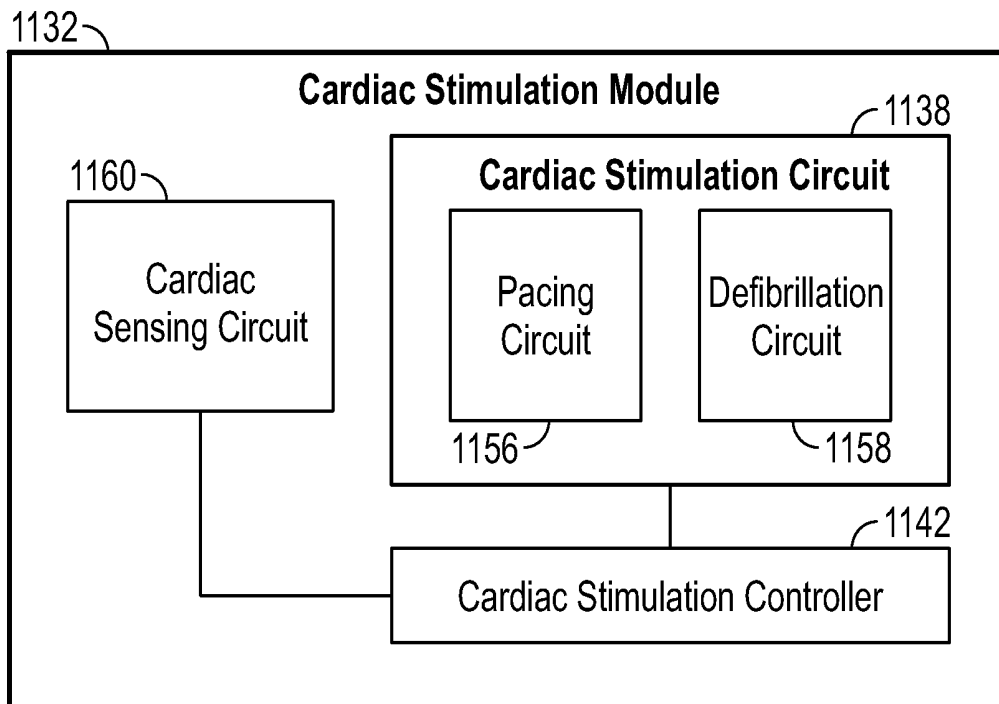 1132
Cardiac Stimulation Module
1138
1160
Cardiac Stimulation Circuit
Cardiac
Sensing Circuit
Pacing
Circuit
Defibrillation
Circuit
1156
1158
1142
Cardiac Stimulation Controller